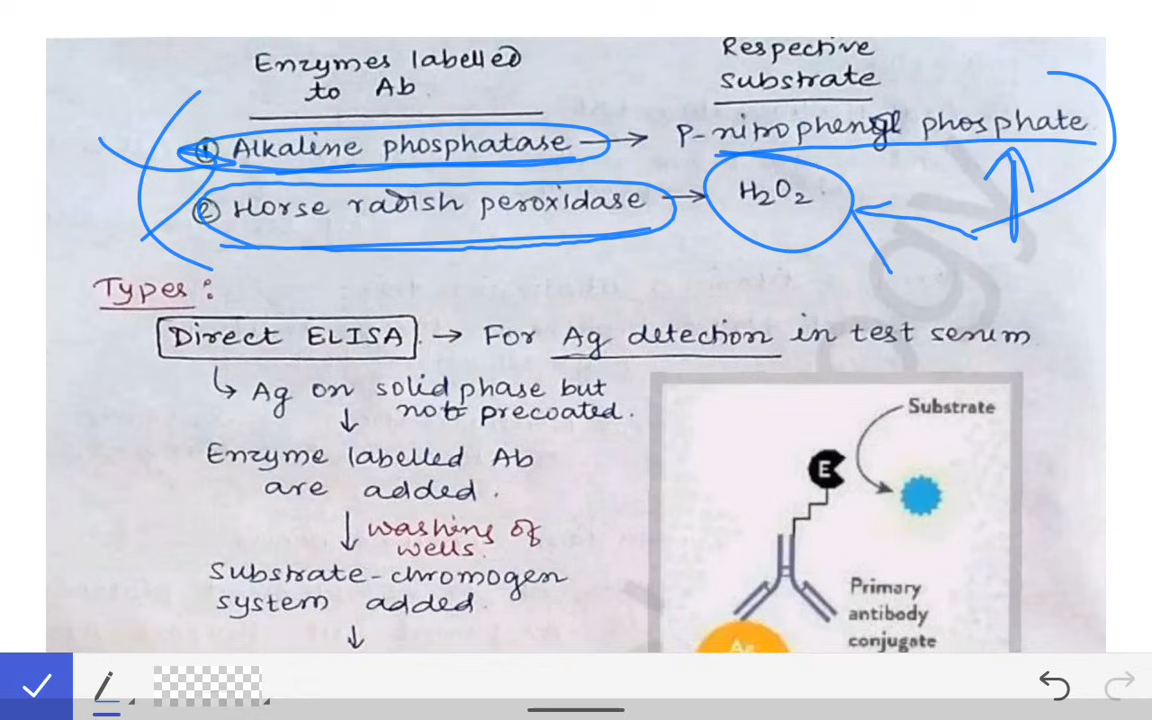 Enzymes labelled
to Ab
Respective
substrate
① Alkaline phosphatase → P-nitrophenyl phosphate
② Horse radish peroxidase → H₂O₂
Types:
Direct ELISA → For Ag detection in test serum
↳ Ag on solid phase but
not precoated.
↓
Enzyme labelled Ab
are added.
↓ washing of
wells.
Substrate-chromogen
system added.
↓
Substrate
E
Primary
antibody
conjugate
Ag